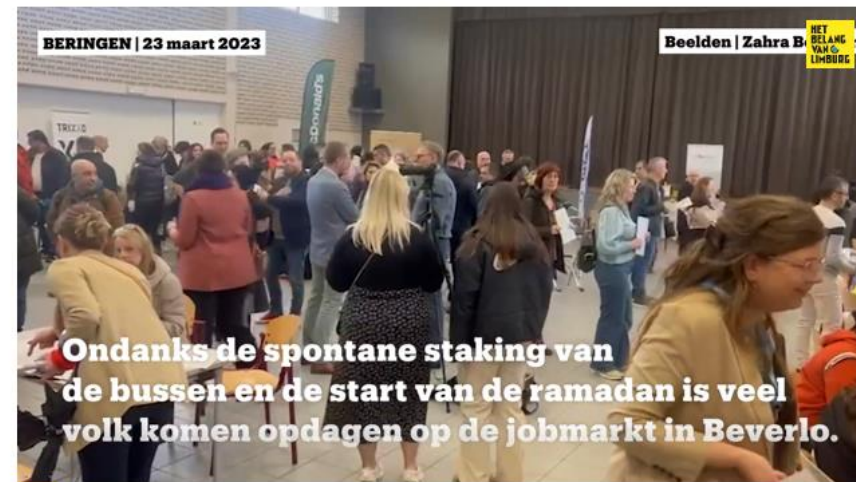 BERINGEN | 23 maart 2023
Beelden | Zahra
HET
BELANG
VAN
LIMBURG
TRIXXO
Donald's
Ondanks de spontane staking van
de bussen en de start van de ramadan is veel
volk komen opdagen op de jobmarkt in Beverlo.